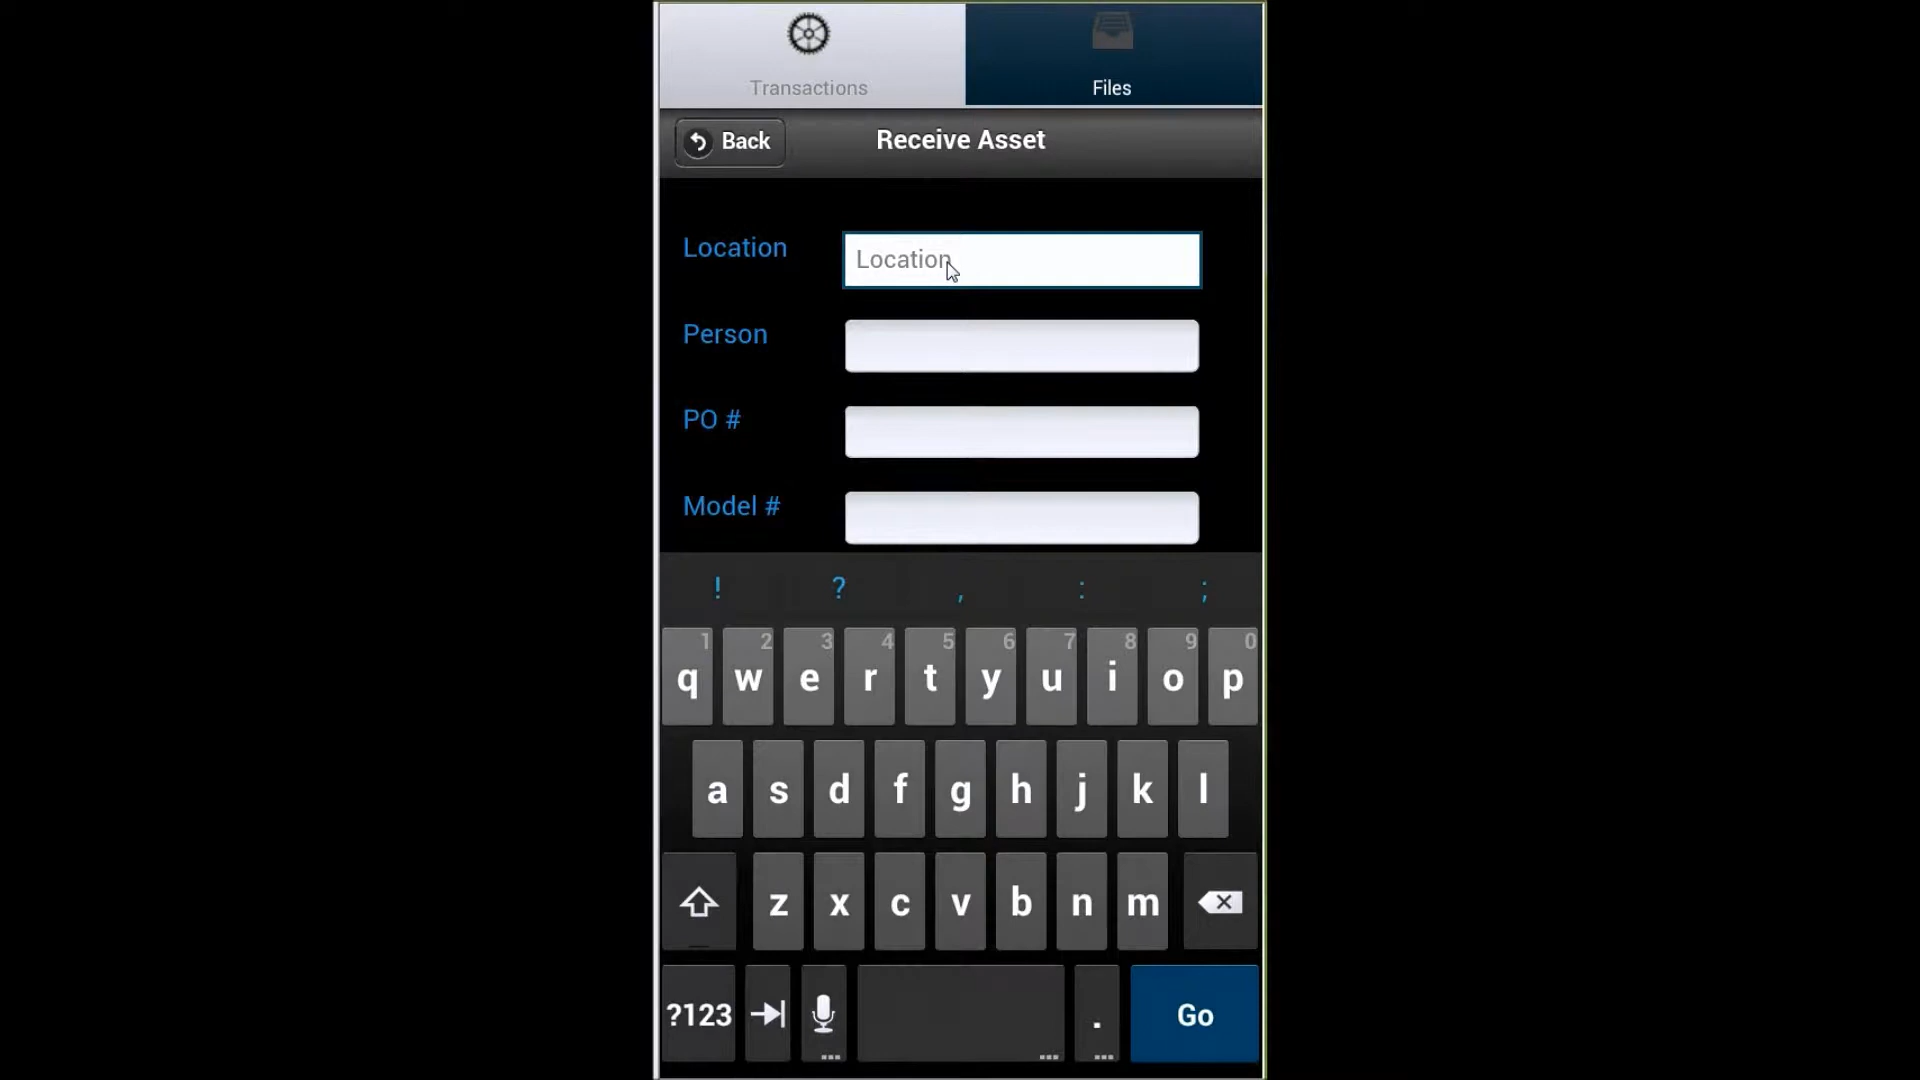 Transactions Files
Back Receive Asset
Location Location
Person
PO #
Model #
! ? , : ;
1 2 3 4 5 6 7 8 9 0
q w e r t y u i o p
a s d f g h j k l
z x c v b n m
?123 . Go